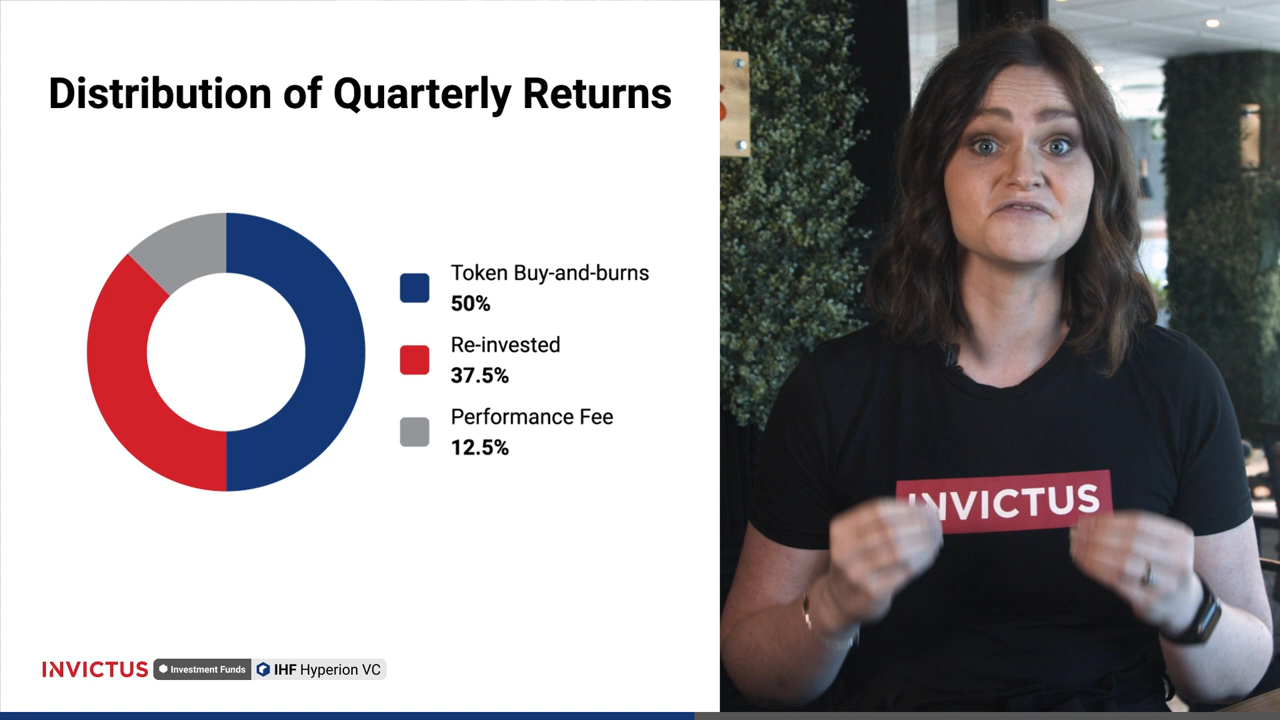 Distribution of Quarterly Returns
Token Buy-and-burns
50%
Re-invested
37.5%
Performance Fee
12.5%
INVICTUS Investment Funds IHF Hyperion VC
INVICTUS